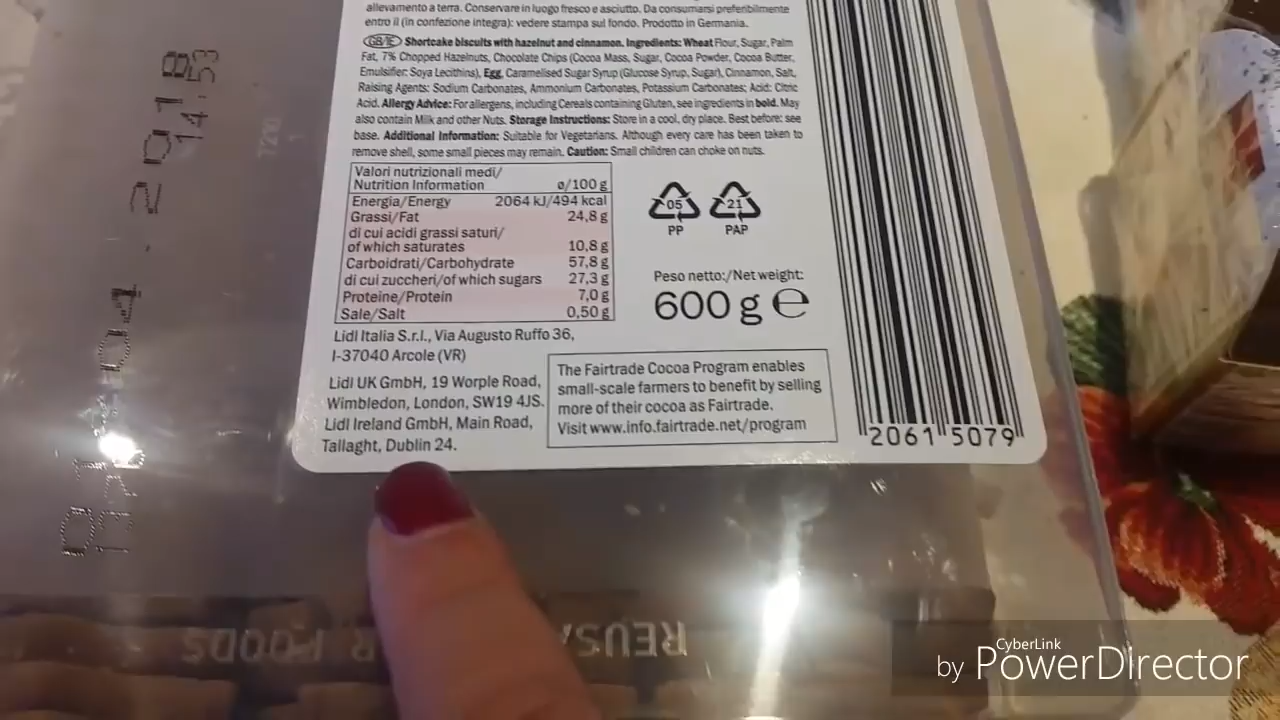 allevamento a terra. Conservare in luogo fresco e asciutto. Da consumarsi preferibilmente
entro il (in confezione integra): vedere stampa sul fondo. Prodotto in Germania.
GB/IE Shortcake biscuits with hazelnut and cinnamon. Ingredients: Wheat Flour, Sugar, Palm
Fat, 7% Chopped Hazelnuts, Chocolate Chips (Cocoa Mass, Sugar, Cocoa Powder, Cocoa Butter,
Emulsifier: Soya Lecithins), Egg, Caramelised Sugar Syrup (Glucose Syrup, Sugar), Cinnamon, Salt,
Raising Agents: Sodium Carbonates, Ammonium Carbonates, Potassium Carbonates; Acid: Citric
Acid. Allergy Advice: For allergens, including Cereals containing Gluten, see ingredients in bold. May
also contain Milk and other Nuts. Storage Instructions: Store in a cool, dry place. Best before: see
base. Additional Information: Suitable for Vegetarians. Although every care has been taken to
remove shell, some small pieces may remain. Caution: Small children can choke on nuts.
Valori nutrizionali medi/
Nutrition Information ø/100 g
Energia/Energy 2064 kJ/494 kcal
Grassi/Fat 24,8 g
di cui acidi grassi saturi/
of which saturates 10,8 g
Carboidrati/Carbohydrate 57,8 g
di cui zuccheri/of which sugars 27,3 g
Proteine/Protein 7,0 g
Sale/Salt 0,50 g
05 21
PP PAP
Peso netto:/Net weight:
600 g e
Lidl Italia S.r.l., Via Augusto Ruffo 36,
I-37040 Arcole (VR)
Lidl UK GmbH, 19 Worple Road,
Wimbledon, London, SW19 4JS.
Lidl Ireland GmbH, Main Road,
Tallaght, Dublin 24.
The Fairtrade Cocoa Program enables
small-scale farmers to benefit by selling
more of their cocoa as Fairtrade.
Visit www.info.fairtrade.net/program
2061 5079
04.2018
14:53
FOODS
CyberLink
by PowerDirector